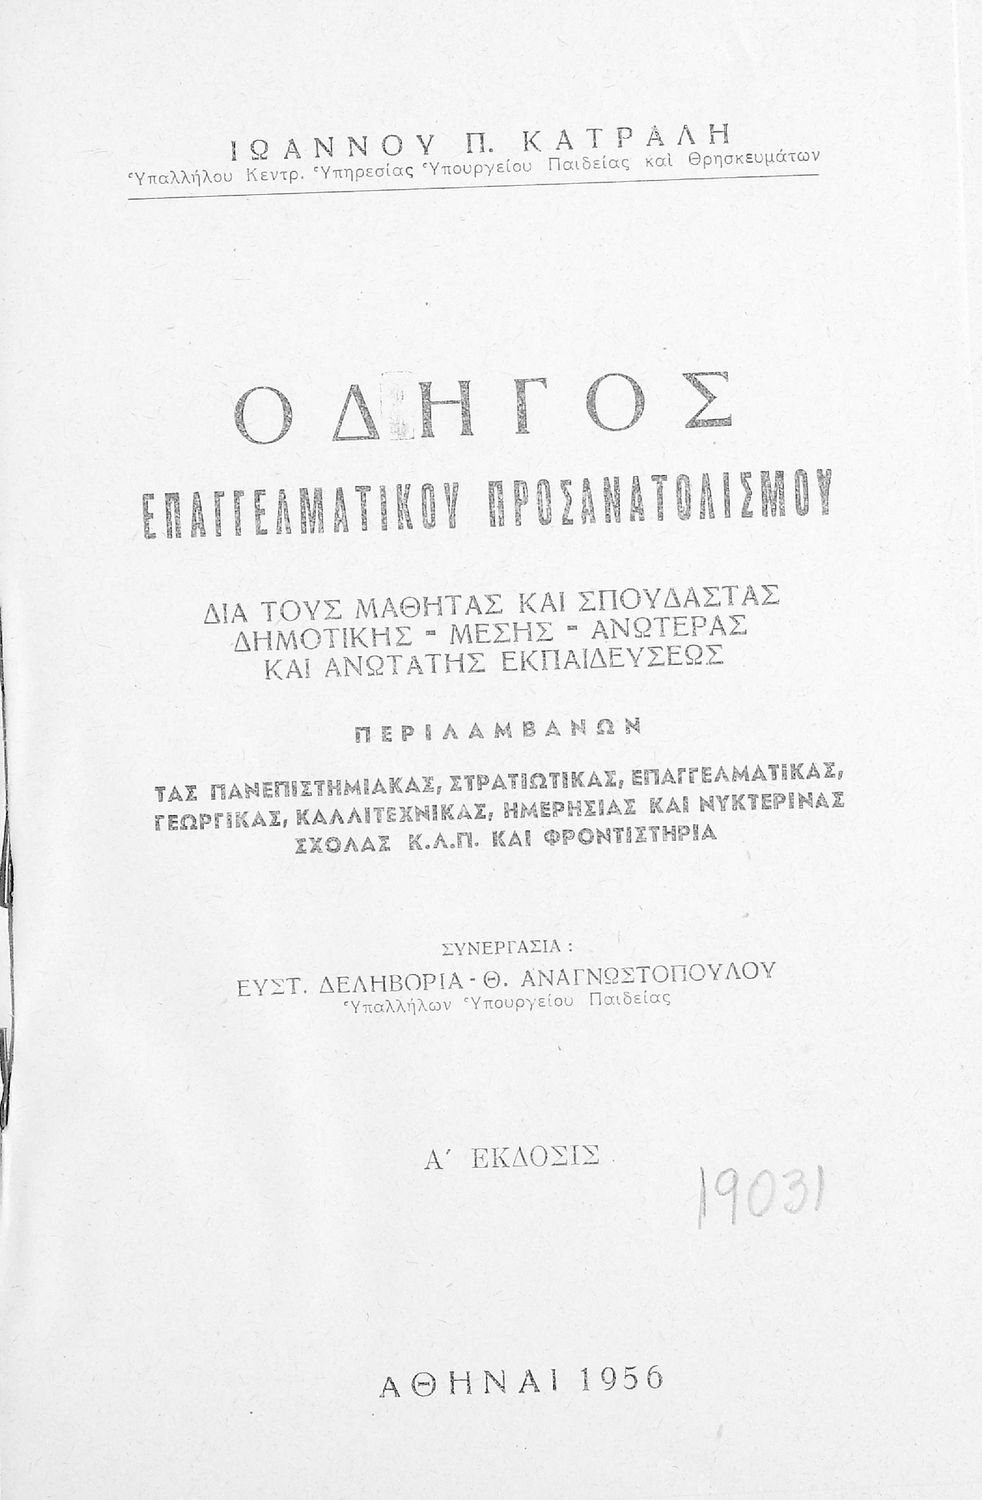 ΙΩΑΝΝΟΥ Π. ΚΑΤΡΑΛΗ
Ὑπαλλήλου Κεντρ. Ὑπηρεσίας Ὑπουργείου Παιδείας καὶ Θρησκευμάτων
ΟΔΗΓΟΣ
ΕΠΑΓΓΕΛΜΑΤΙΚΟΥ ΠΡΟΣΑΝΑΤΟΛΙΣΜΟΥ
ΔΙΑ ΤΟΥΣ ΜΑΘΗΤΑΣ ΚΑΙ ΣΠΟΥΔΑΣΤΑΣ
ΔΗΜΟΤΙΚΗΣ - ΜΕΣΗΣ - ΑΝΩΤΕΡΑΣ
ΚΑΙ ΑΝΩΤΑΤΗΣ ΕΚΠΑΙΔΕΥΣΕΩΣ
ΠΕΡΙΛΑΜΒΑΝΩΝ
ΤΑΣ ΠΑΝΕΠΙΣΤΗΜΙΑΚΑΣ, ΣΤΡΑΤΙΩΤΙΚΑΣ, ΕΠΑΓΓΕΛΜΑΤΙΚΑΣ,
ΓΕΩΡΓΙΚΑΣ, ΚΑΛΛΙΤΕΧΝΙΚΑΣ, ΗΜΕΡΗΣΙΑΣ ΚΑΙ ΝΥΚΤΕΡΙΝΑΣ
ΣΧΟΛΑΣ Κ.Λ.Π. ΚΑΙ ΦΡΟΝΤΙΣΤΗΡΙΑ
ΣΥΝΕΡΓΑΣΙΑ :
ΕΥΣΤ. ΔΕΛΗΒΟΡΙΑ - Θ. ΑΝΑΓΝΩΣΤΟΠΟΥΛΟΥ
Ὑπαλλήλων Ὑπουργείου Παιδείας
Α΄ ΕΚΔΟΣΙΣ
19031
ΑΘΗΝΑΙ 1956